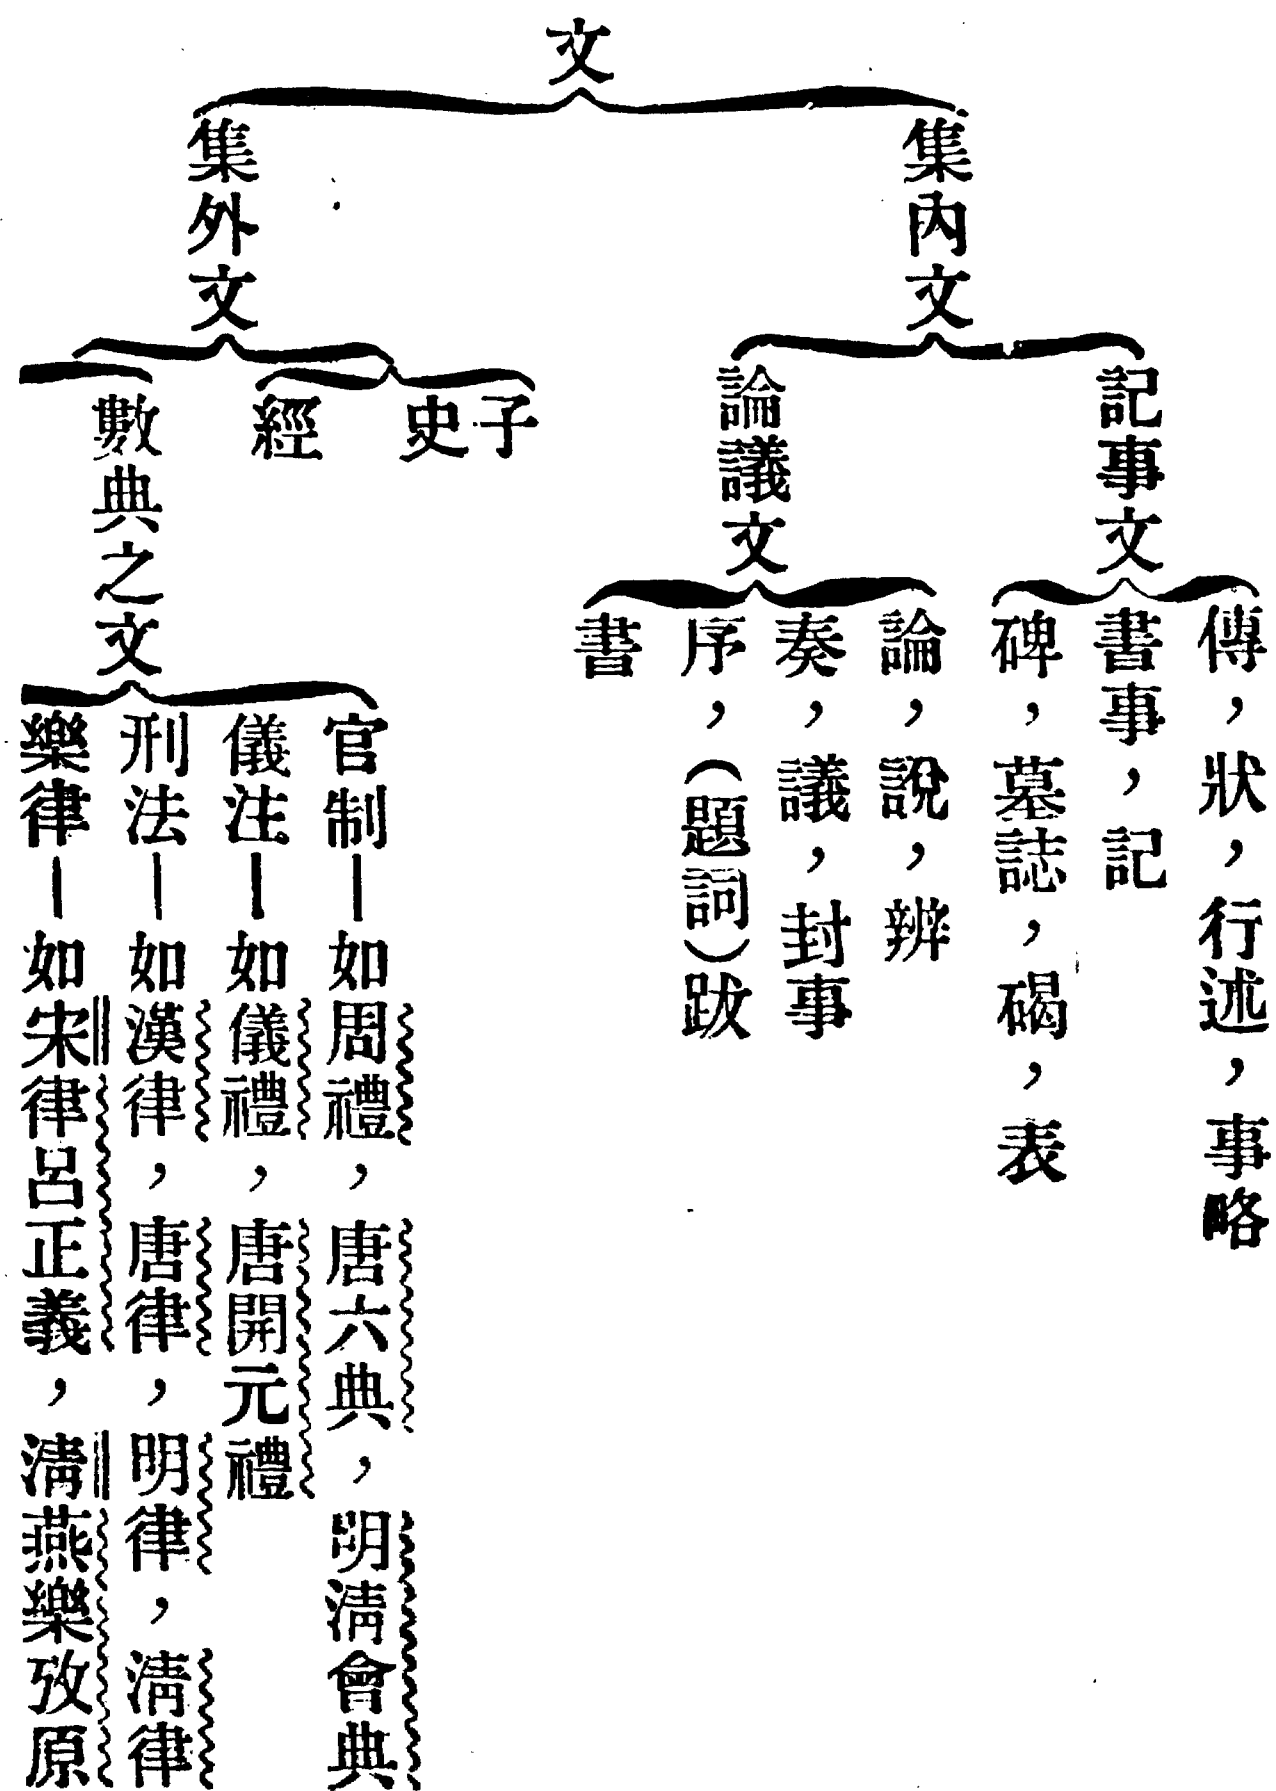 文
集內文
記事文
傳，狀，行述，事略
書事，記
碑，墓誌，碣，表
論議文
論，說，辨
奏，議，封事
序，（題詞）跋
書
集外文
子
史
經
數典之文
官制—如周禮，唐六典，明淸會典
儀注—如儀禮，唐開元禮
刑法—如漢律，唐律，明律，淸律
樂律—如宋律呂正義，淸燕樂攷原